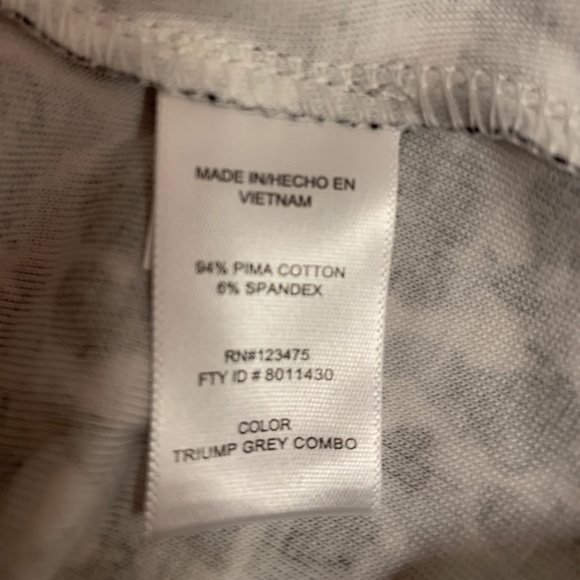 MADE IN/HECHO EN
VIETNAM
94% PIMA COTTON
6% SPANDEX
RN#123475
FTY ID # 8011430
COLOR
TRIUMP GREY COMBO